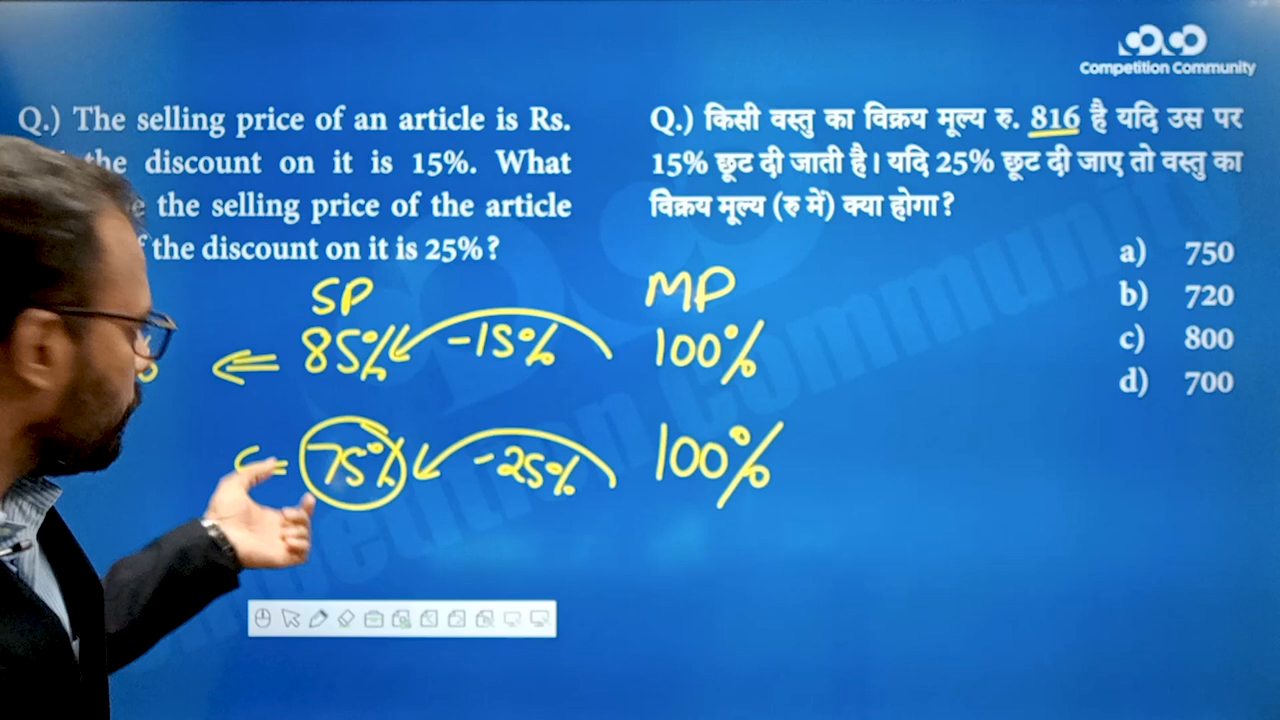 Competition Community
Q.) The selling price of an article is Rs.
the discount on it is 15%. What
the selling price of the article
the discount on it is 25%?
Q.) किसी वस्तु का विक्रय मूल्य रु. 816 है यदि उस पर
15% छूट दी जाती है। यदि 25% छूट दी जाए तो वस्तु का
विक्रय मूल्य (रु में) क्या होगा?
a) 750
b) 720
c) 800
d) 700
SP MP
⇐ 85% -15% 100%
75% -25% 100%
Competition Community